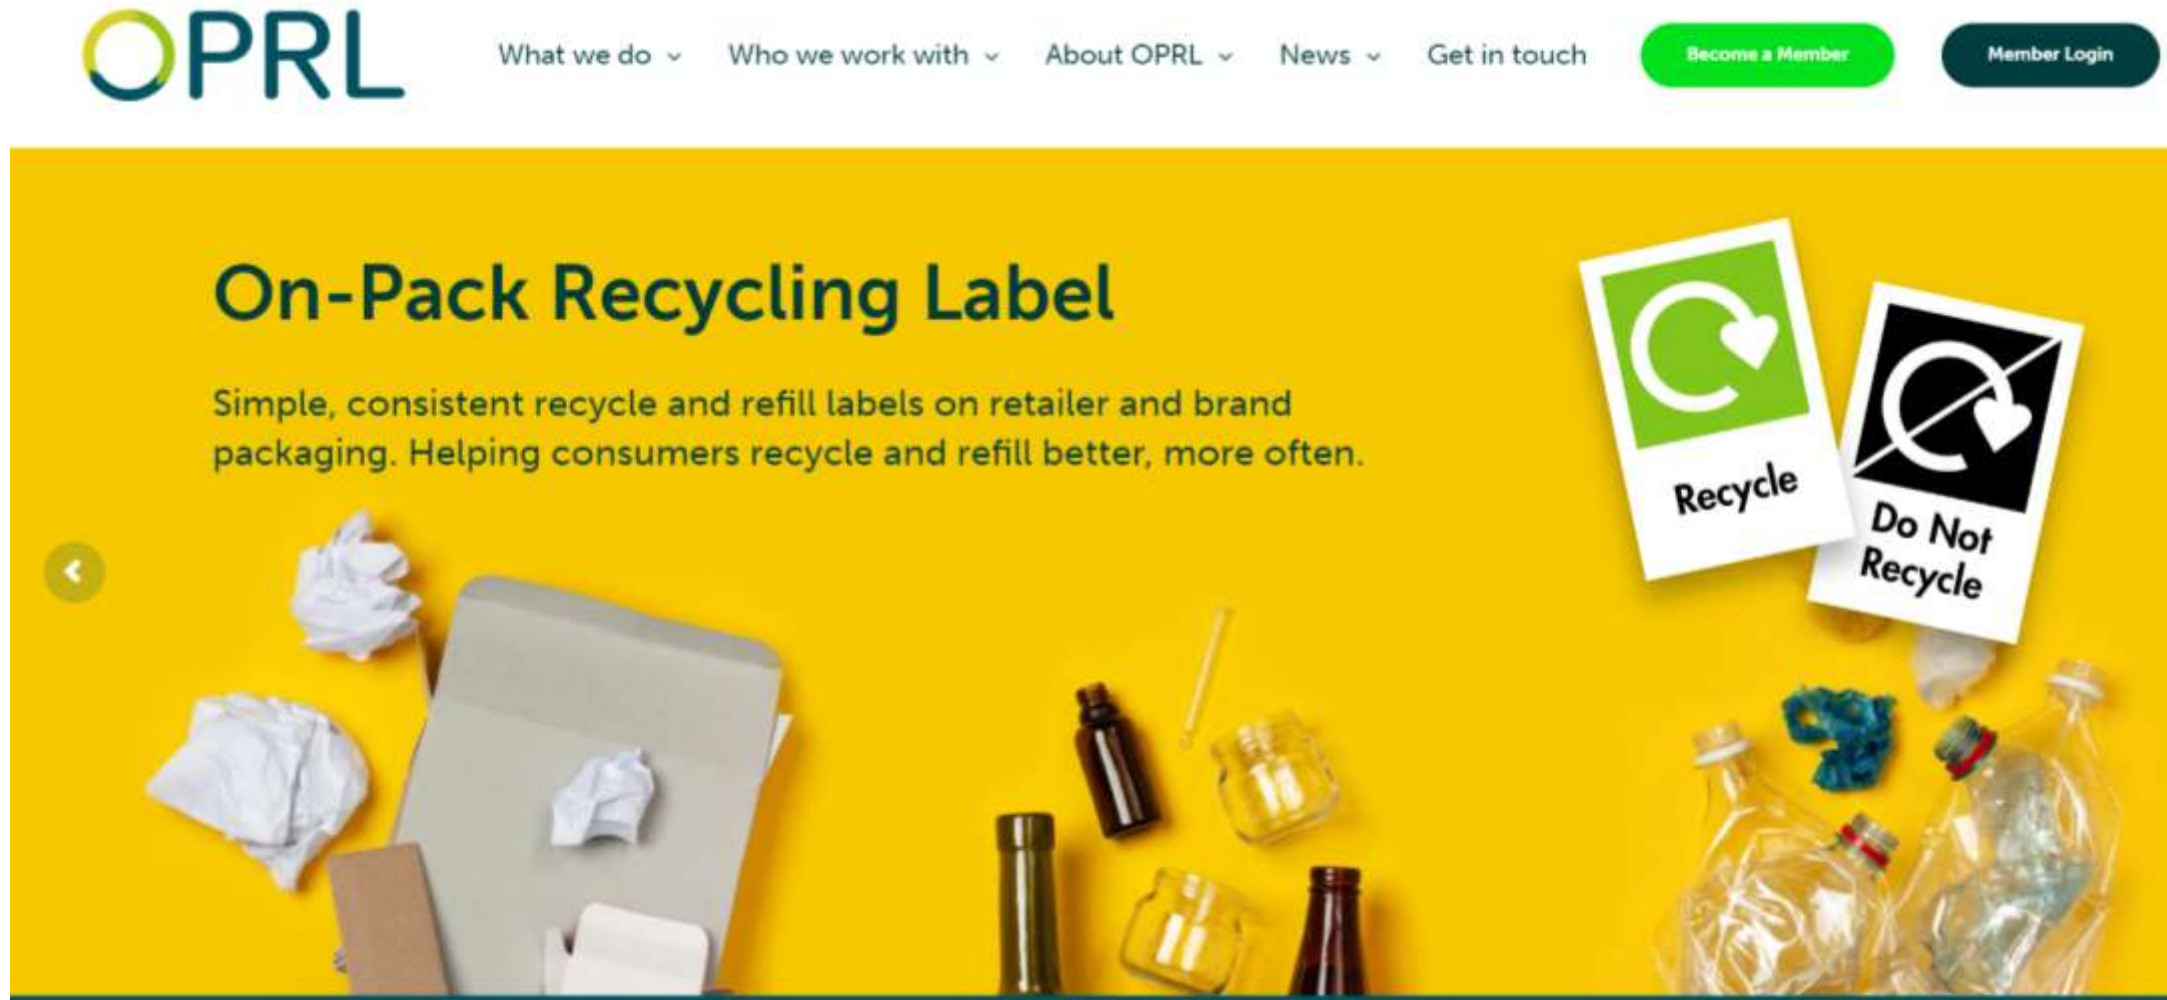 OPRL
What we do
Who we work with
About OPRL
News
Get in touch
Become a Member
Member Login
On-Pack Recycling Label
Simple, consistent recycle and refill labels on retailer and brand
packaging. Helping consumers recycle and refill better, more often.
Recycle
Do Not
Recycle